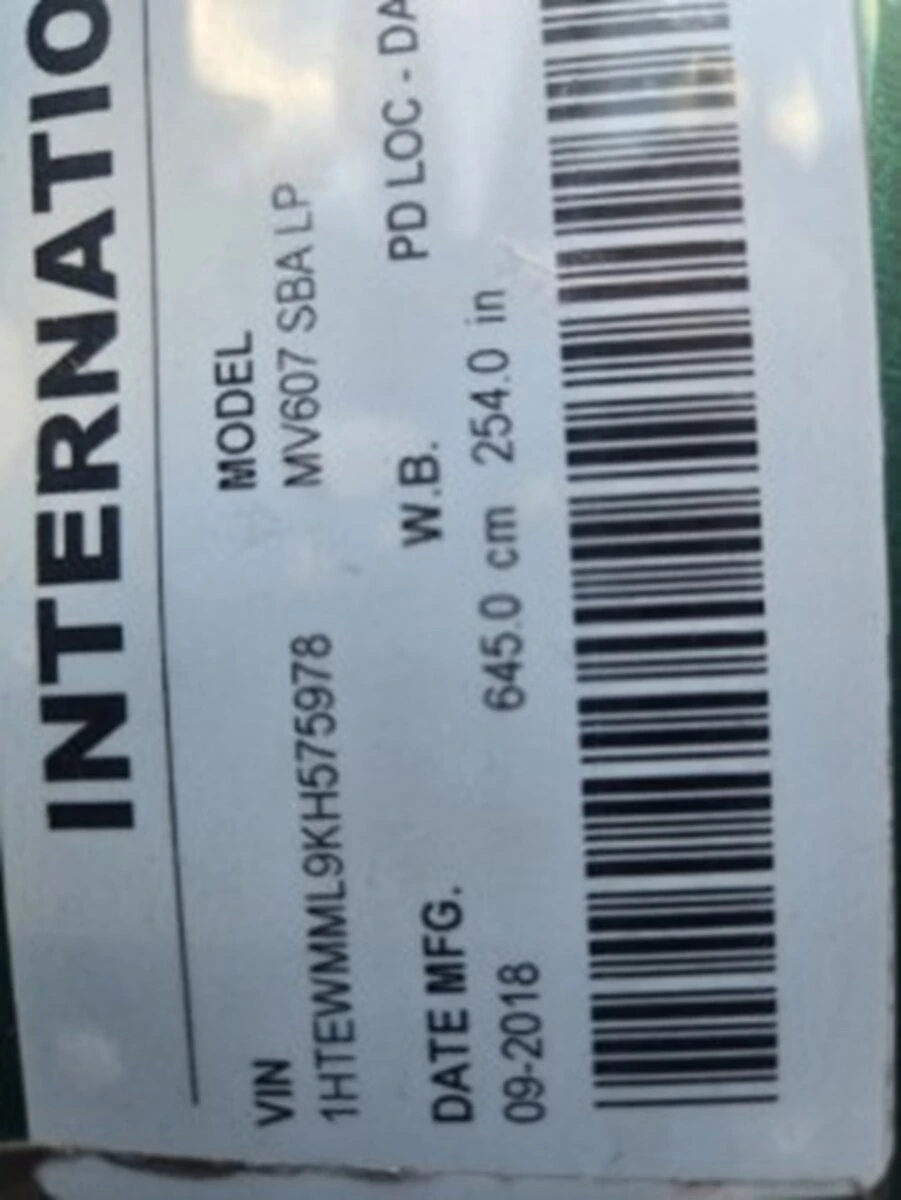 INTERNATIO
VIN MODEL
1HTEWMML9KH575978 MV607 SBA LP
DATE MFG. W.B. PD LOC - DA
09-2018 645.0 cm 254.0 in